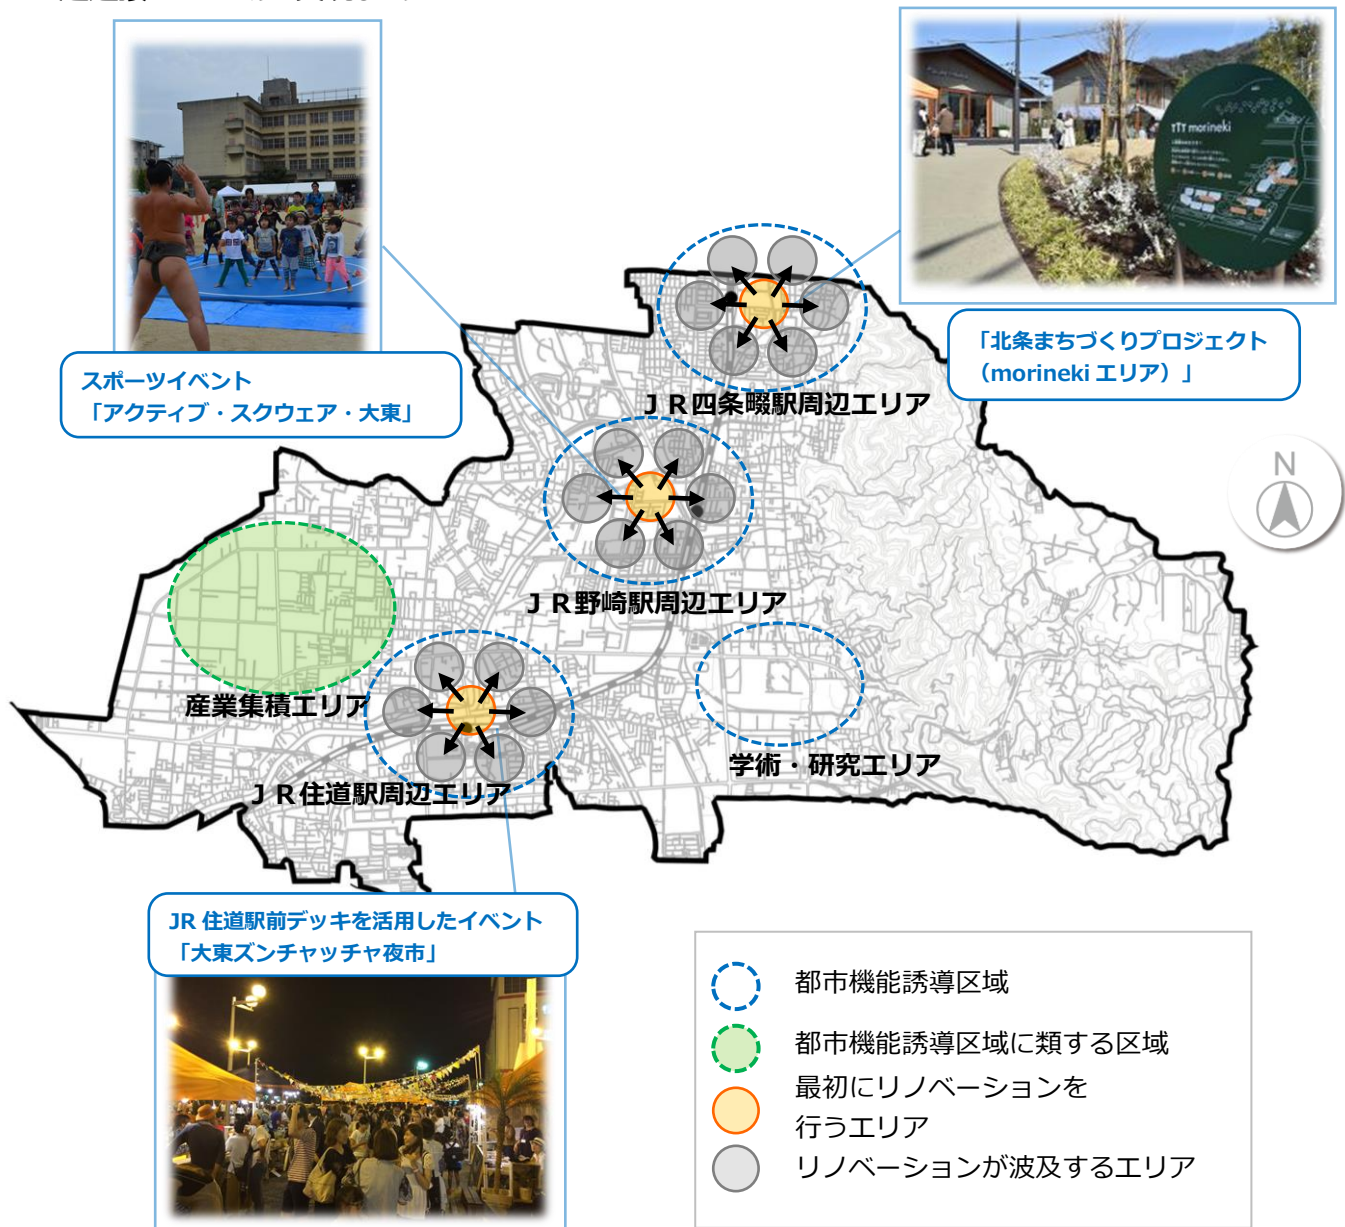 morineki
スポーツイベント
「アクティブ・スクウェア・大東」
「北条まちづくりプロジェクト
（morineki エリア）」
ＪＲ四条畷駅周辺エリア
N
ＪＲ野崎駅周辺エリア
産業集積エリア
学術・研究エリア
ＪＲ住道駅周辺エリア
JR 住道駅前デッキを活用したイベント
「大東ズンチャッチャ夜市」
都市機能誘導区域
都市機能誘導区域に類する区域
最初にリノベーションを
行うエリア
リノベーションが波及するエリア